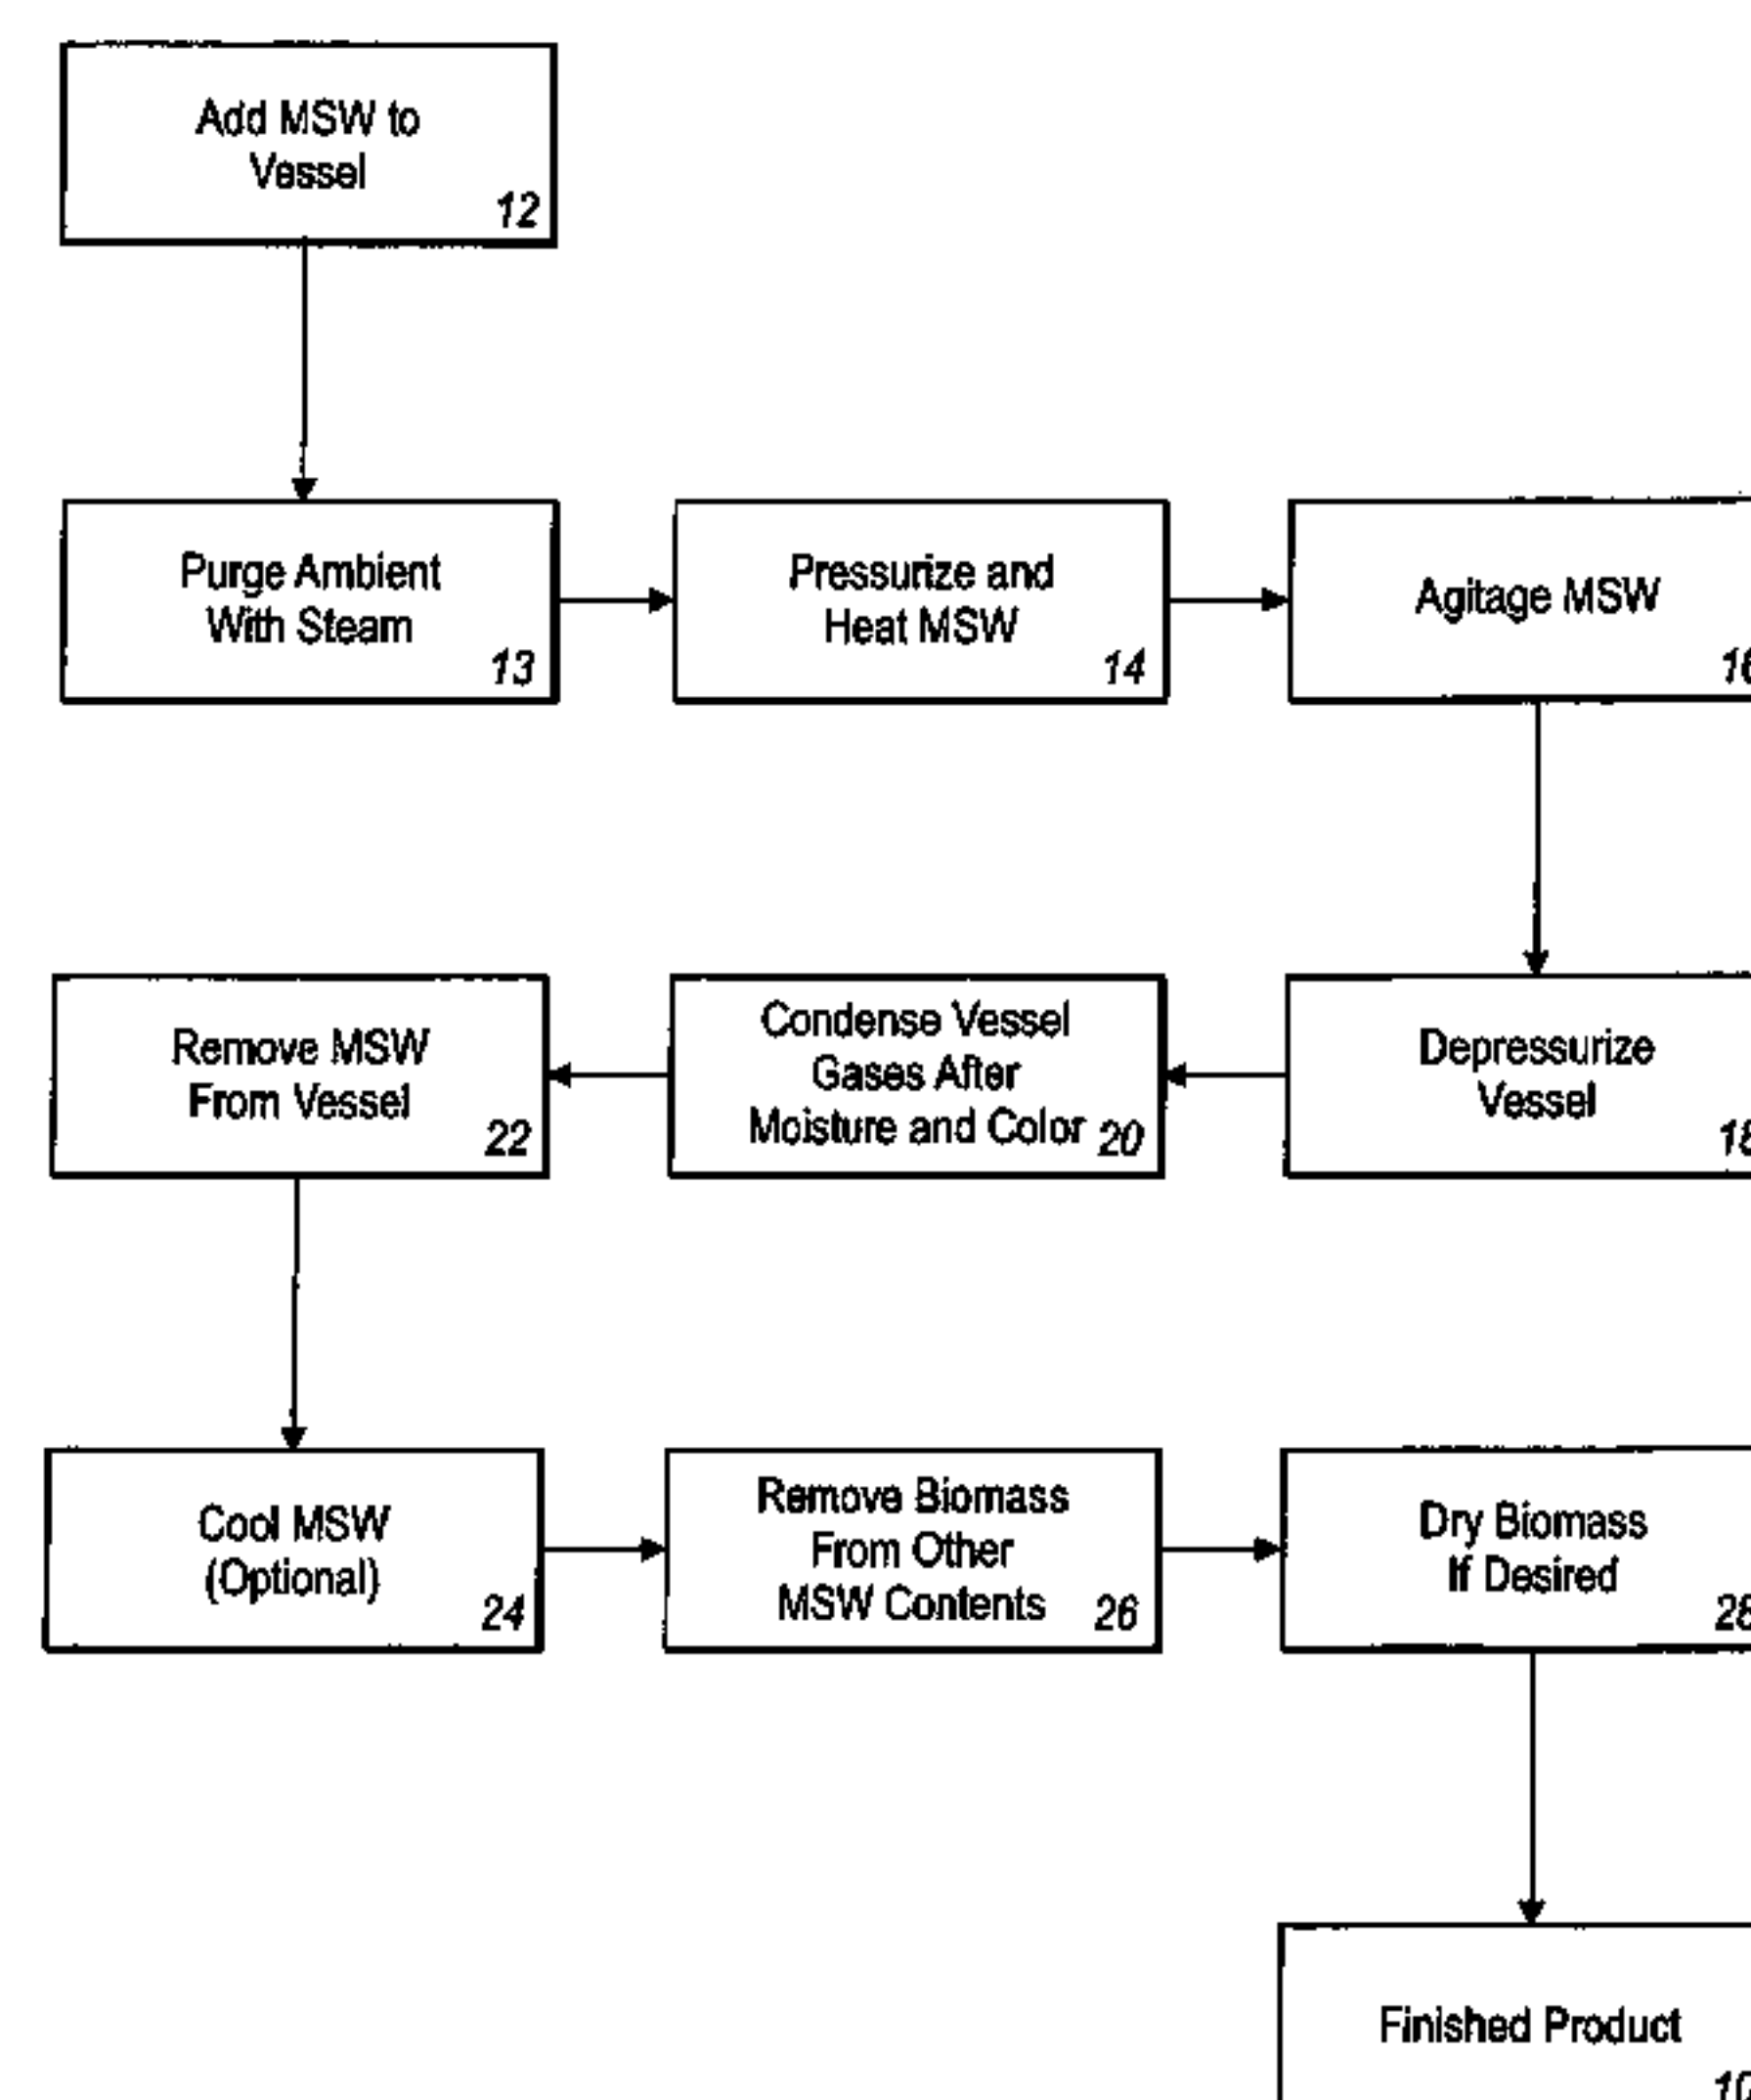 Add MSW to
Vessel
12
Purge Ambient
With Steam
13
Pressurize and
Heat MSW
14
Agitage MSW
Depressurize
Vessel
Condense Vessel
Gases After
Moisture and Color 20
Remove MSW
From Vessel
22
Cool MSW
(Optional)
24
Remove Biomass
From Other
MSW Contents 26
Dry Biomass
If Desired
28
Finished Product